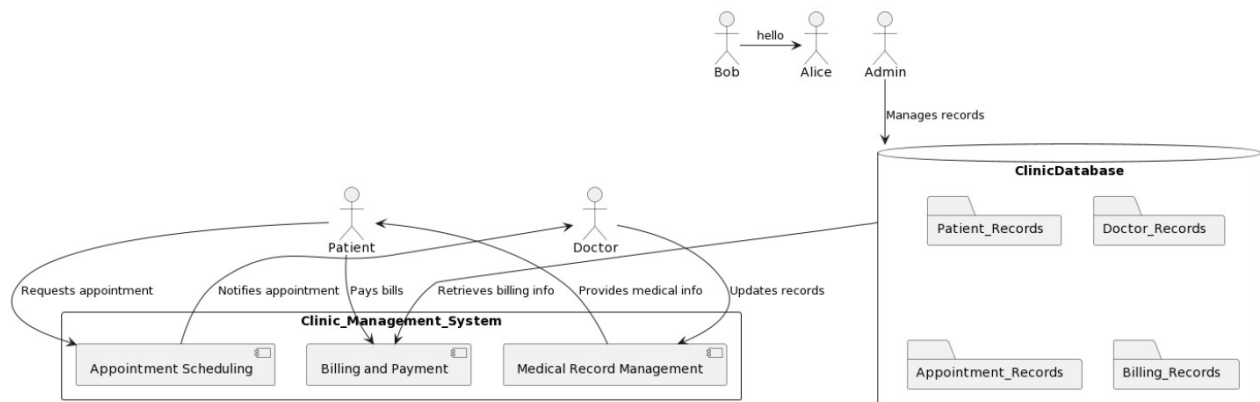 hello
Bob
Alice
Admin
Manages records
ClinicDatabase
Patient_Records
Doctor_Records
Patient
Doctor
Requests appointment
Notifies appointment
Pays bills
Retrieves billing info
Provides medical info
Updates records
Clinic_Management_System
Appointment Scheduling
Billing and Payment
Medical Record Management
Appointment_Records
Billing_Records